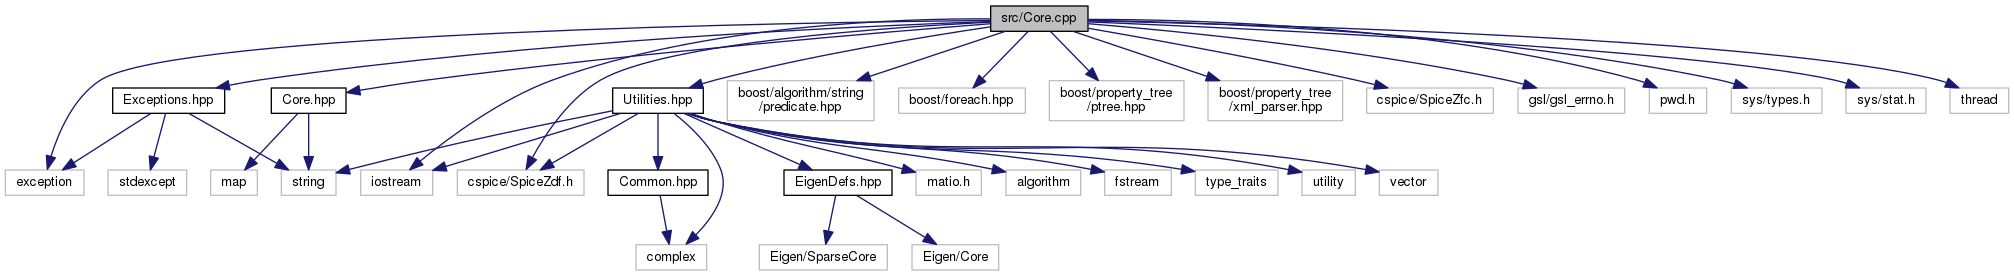 src/Core.cpp
Exceptions.hpp
Core.hpp
Utilities.hpp
boost/algorithm/string
/predicate.hpp
boost/foreach.hpp
boost/property_tree
/ptree.hpp
boost/property_tree
/xml_parser.hpp
cspice/SpiceZfc.h
gsl/gsl_errno.h
pwd.h
sys/types.h
sys/stat.h
thread
exception
stdexcept
map
string
iostream
cspice/SpiceZdf.h
Common.hpp
EigenDefs.hpp
matio.h
algorithm
fstream
type_traits
utility
vector
complex
Eigen/SparseCore
Eigen/Core